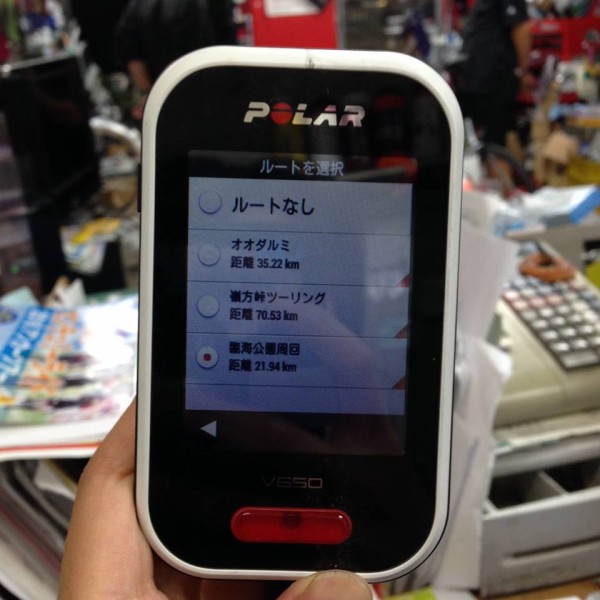 POLAR
ルートを選択
ルートなし
オオダルミ
距離 35.22 km
嶺方峠ツーリング
距離 70.53 km
臨海公園周回
距離 21.94 km
V650